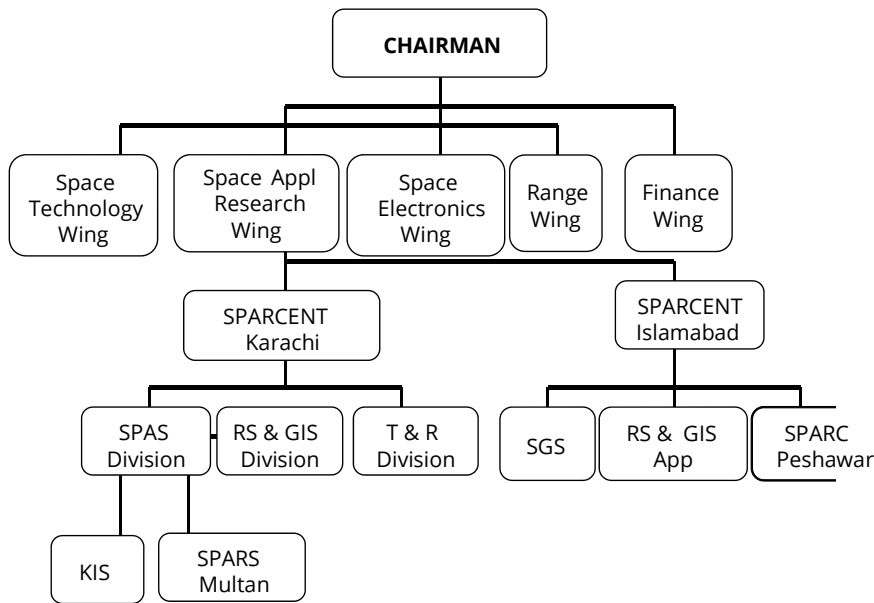 CHAIRMAN
Space
Technology
Wing
Space Appl
Research
Wing
Space
Electronics
Wing
Range
Wing
Finance
Wing
SPARCENT
Karachi
SPARCENT
Islamabad
SPAS
Division
RS & GIS
Division
T & R
Division
SGS
RS & GIS
App
SPARC
Peshawar
KIS
SPARS
Multan